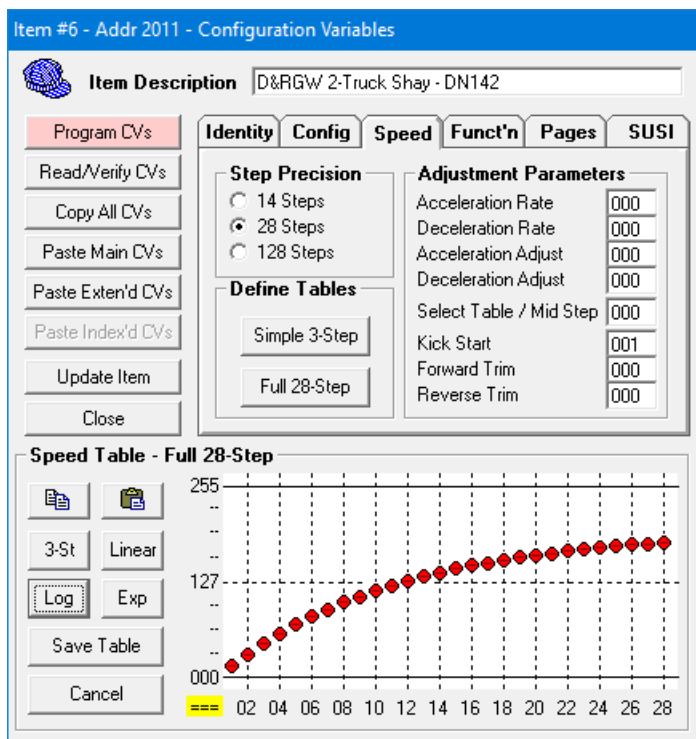 Item #6 - Addr 2011 - Configuration Variables
Item Description D&RGW 2-Truck Shay - DN142
Program CVs
Read/Verify CVs
Copy All CVs
Paste Main CVs
Paste Exten'd CVs
Paste Index'd CVs
Update Item
Close
Identity Config Speed Funct'n Pages SUSI
Step Precision
14 Steps
28 Steps
128 Steps
Define Tables
Simple 3-Step
Full 28-Step
Adjustment Parameters
Acceleration Rate 000
Deceleration Rate 000
Acceleration Adjust 000
Deceleration Adjust 000
Select Table / Mid Step 000
Kick Start 001
Forward Trim 000
Reverse Trim 000
Speed Table - Full 28-Step
3-St Linear
Log Exp
Save Table
Cancel
255
--
--
--
127
--
--
--
000
=== 02 04 06 08 10 12 14 16 18 20 22 24 26 28